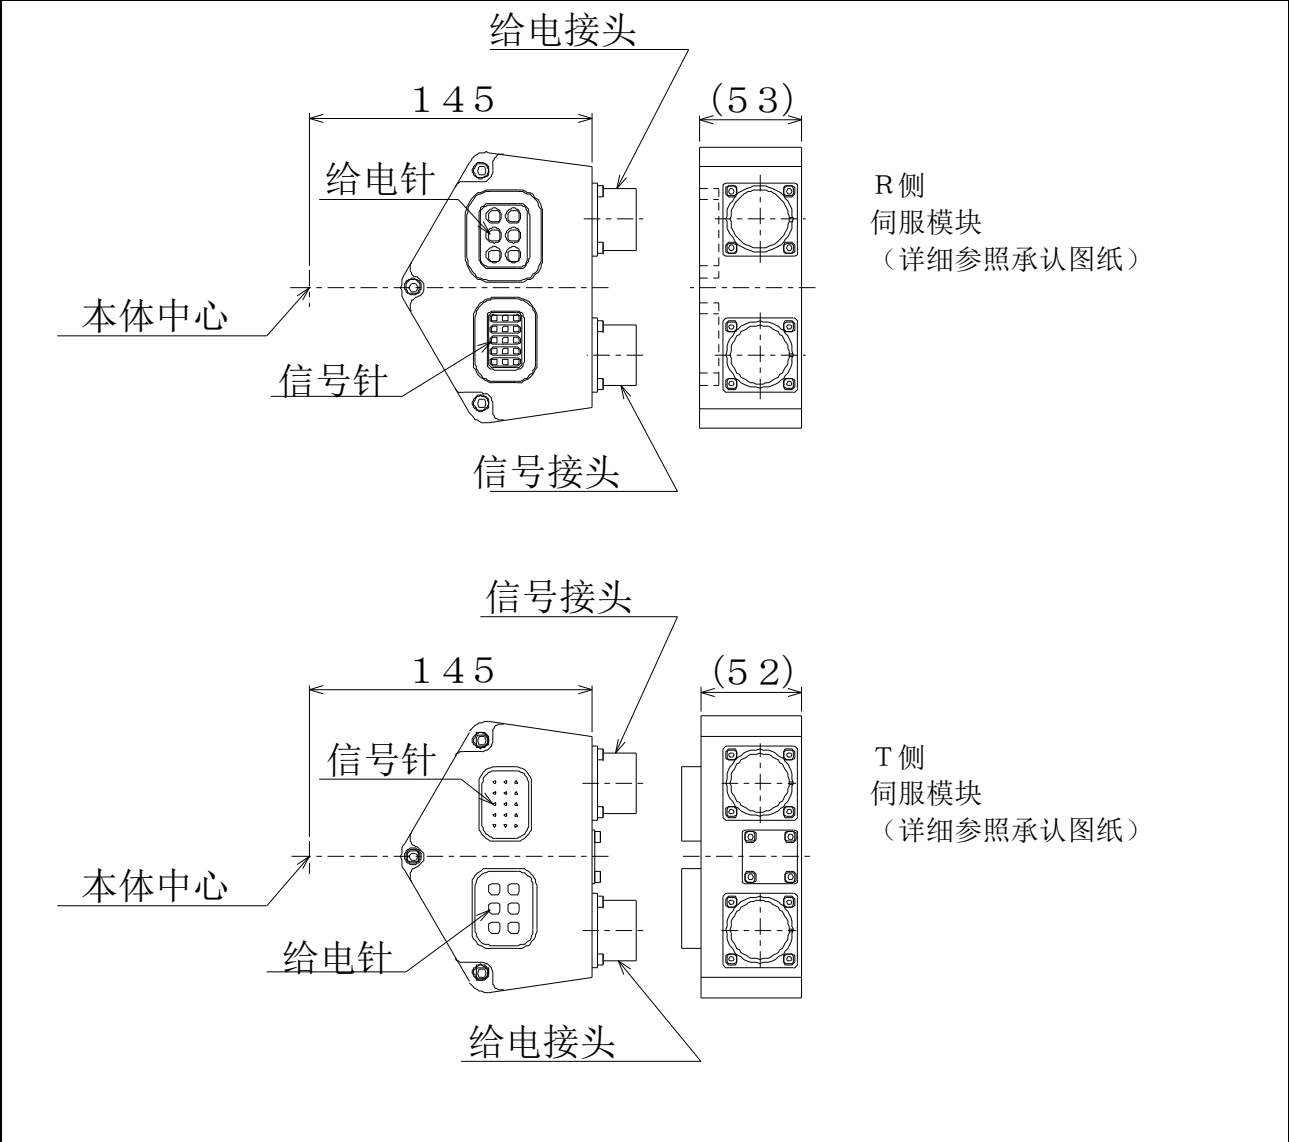 给电接头
１４５
(５３)
给电针
Ｒ侧
伺服模块
（详细参照承认图纸）
本体中心
信号针
信号接头
信号接头
１４５
(５２)
信号针
Ｔ侧
伺服模块
（详细参照承认图纸）
本体中心
给电针
给电接头